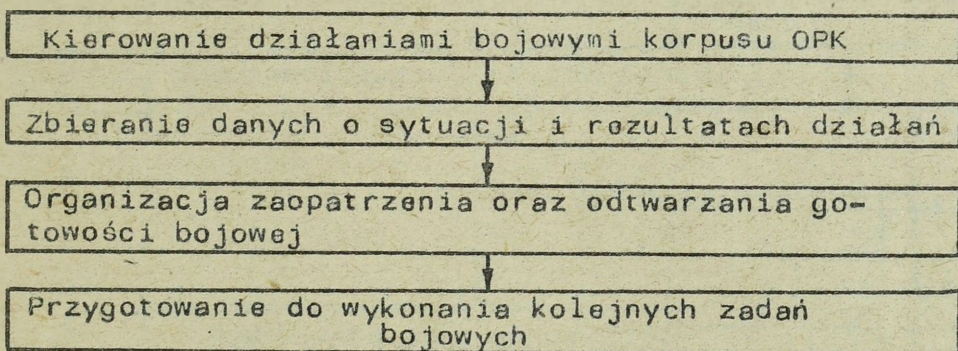 Kierowanie działaniami bojowymi korpusu OPK
Zbieranie danych o sytuacji i rezultatach działań
Organizacja zaopatrzenia oraz odtwarzania go-
towości bojowej
Przygotowanie do wykonania kolejnych zadań
bojowych